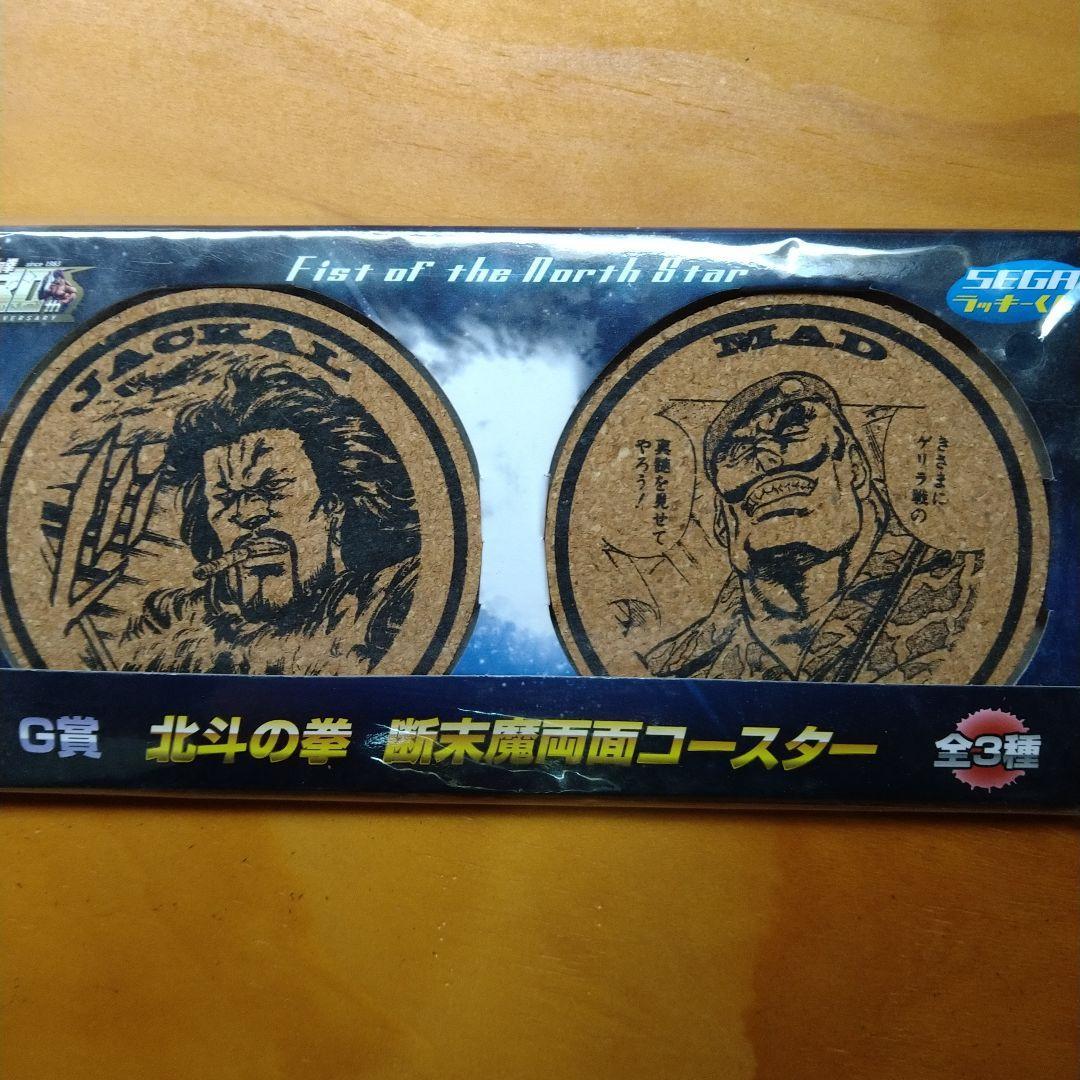 since 1983
30th
Fist of the North Star
SEGA
ラッキーく
JACKAL
MAD
きさまに
ゲリラ戦の
真髄を見せて
やろう!
G賞 北斗の拳 断末魔両面コースター 全3種